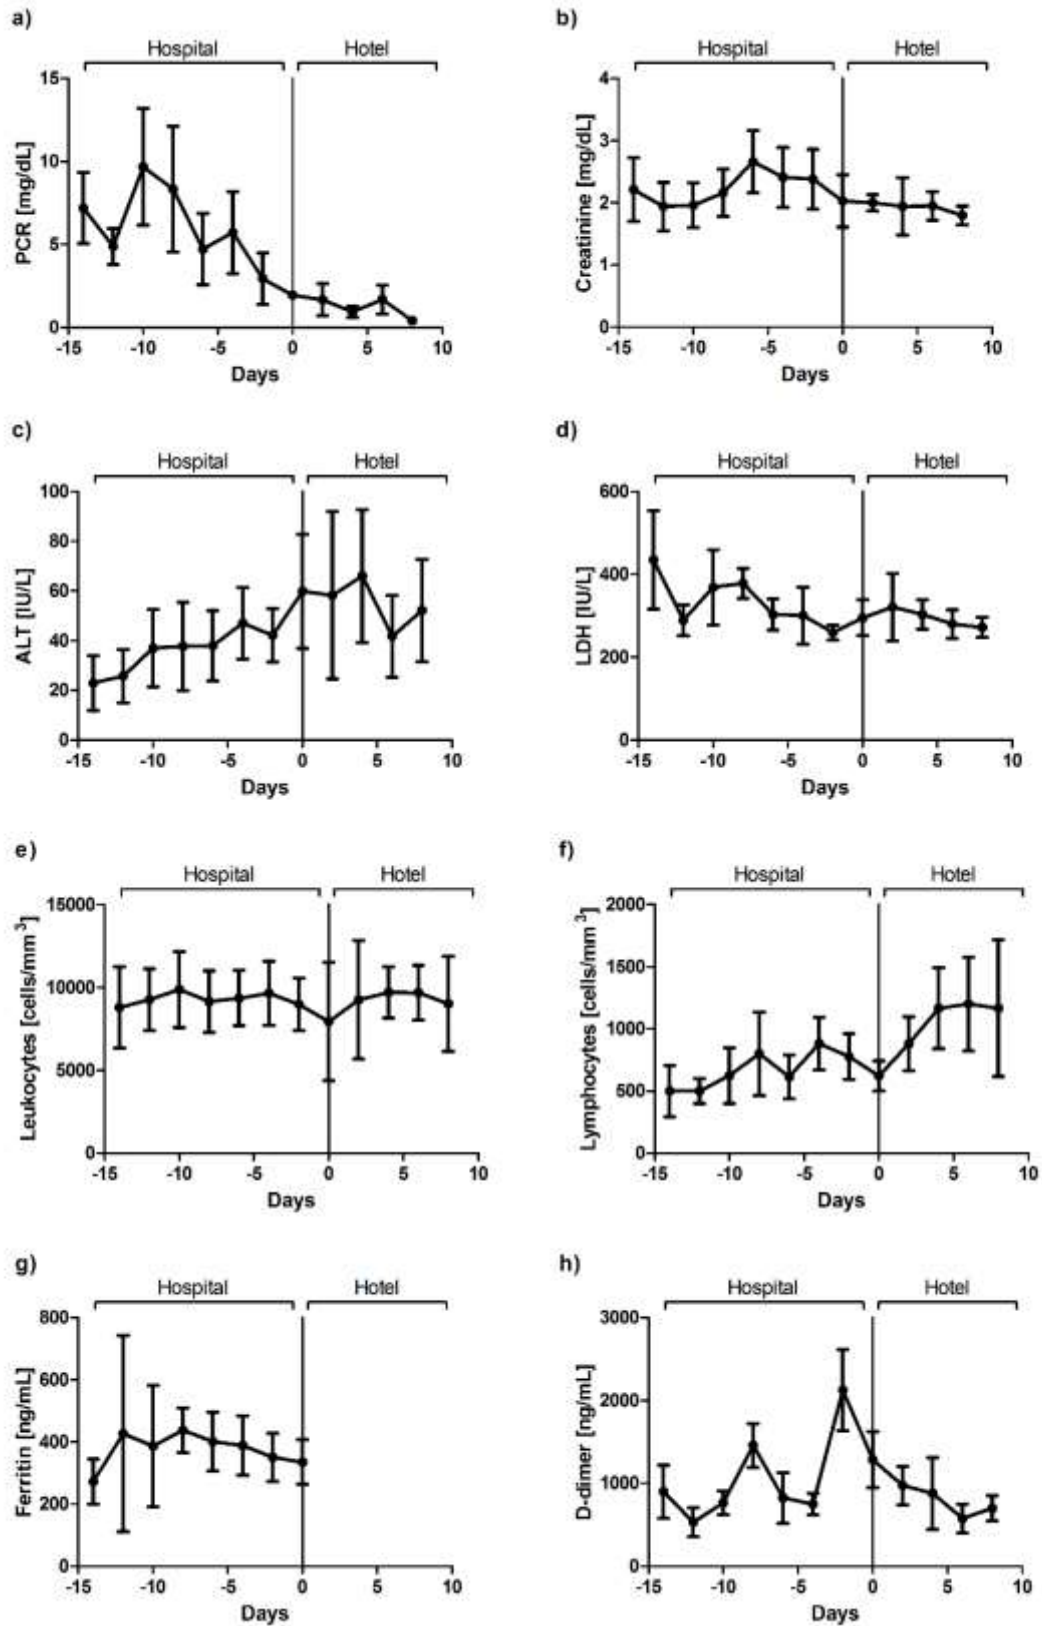 a)
Hospital Hotel
15
10
5
0
PCR [mg/dL]
-15 -10 -5 0 5 10
Days
b)
Hospital Hotel
4
3
2
1
0
Creatinine [mg/dL]
-15 -10 -5 0 5 10
Days
c)
Hospital Hotel
100
80
60
40
20
0
ALT [IU/L]
-15 -10 -5 0 5 10
Days
d)
Hospital Hotel
600
400
200
0
LDH [IU/L]
-15 -10 -5 0 5 10
Days
e)
Hospital Hotel
15000
10000
5000
0
Leukocytes [cells/mm³]
-15 -10 -5 0 5 10
Days
f)
Hospital Hotel
2000
1500
1000
500
0
Lymphocytes [cells/mm³]
-15 -10 -5 0 5 10
Days
g)
Hospital Hotel
800
600
400
200
0
Ferritin [ng/mL]
-15 -10 -5 0 5 10
Days
h)
Hospital Hotel
3000
2000
1000
0
D-dimer [ng/mL]
-15 -10 -5 0 5 10
Days